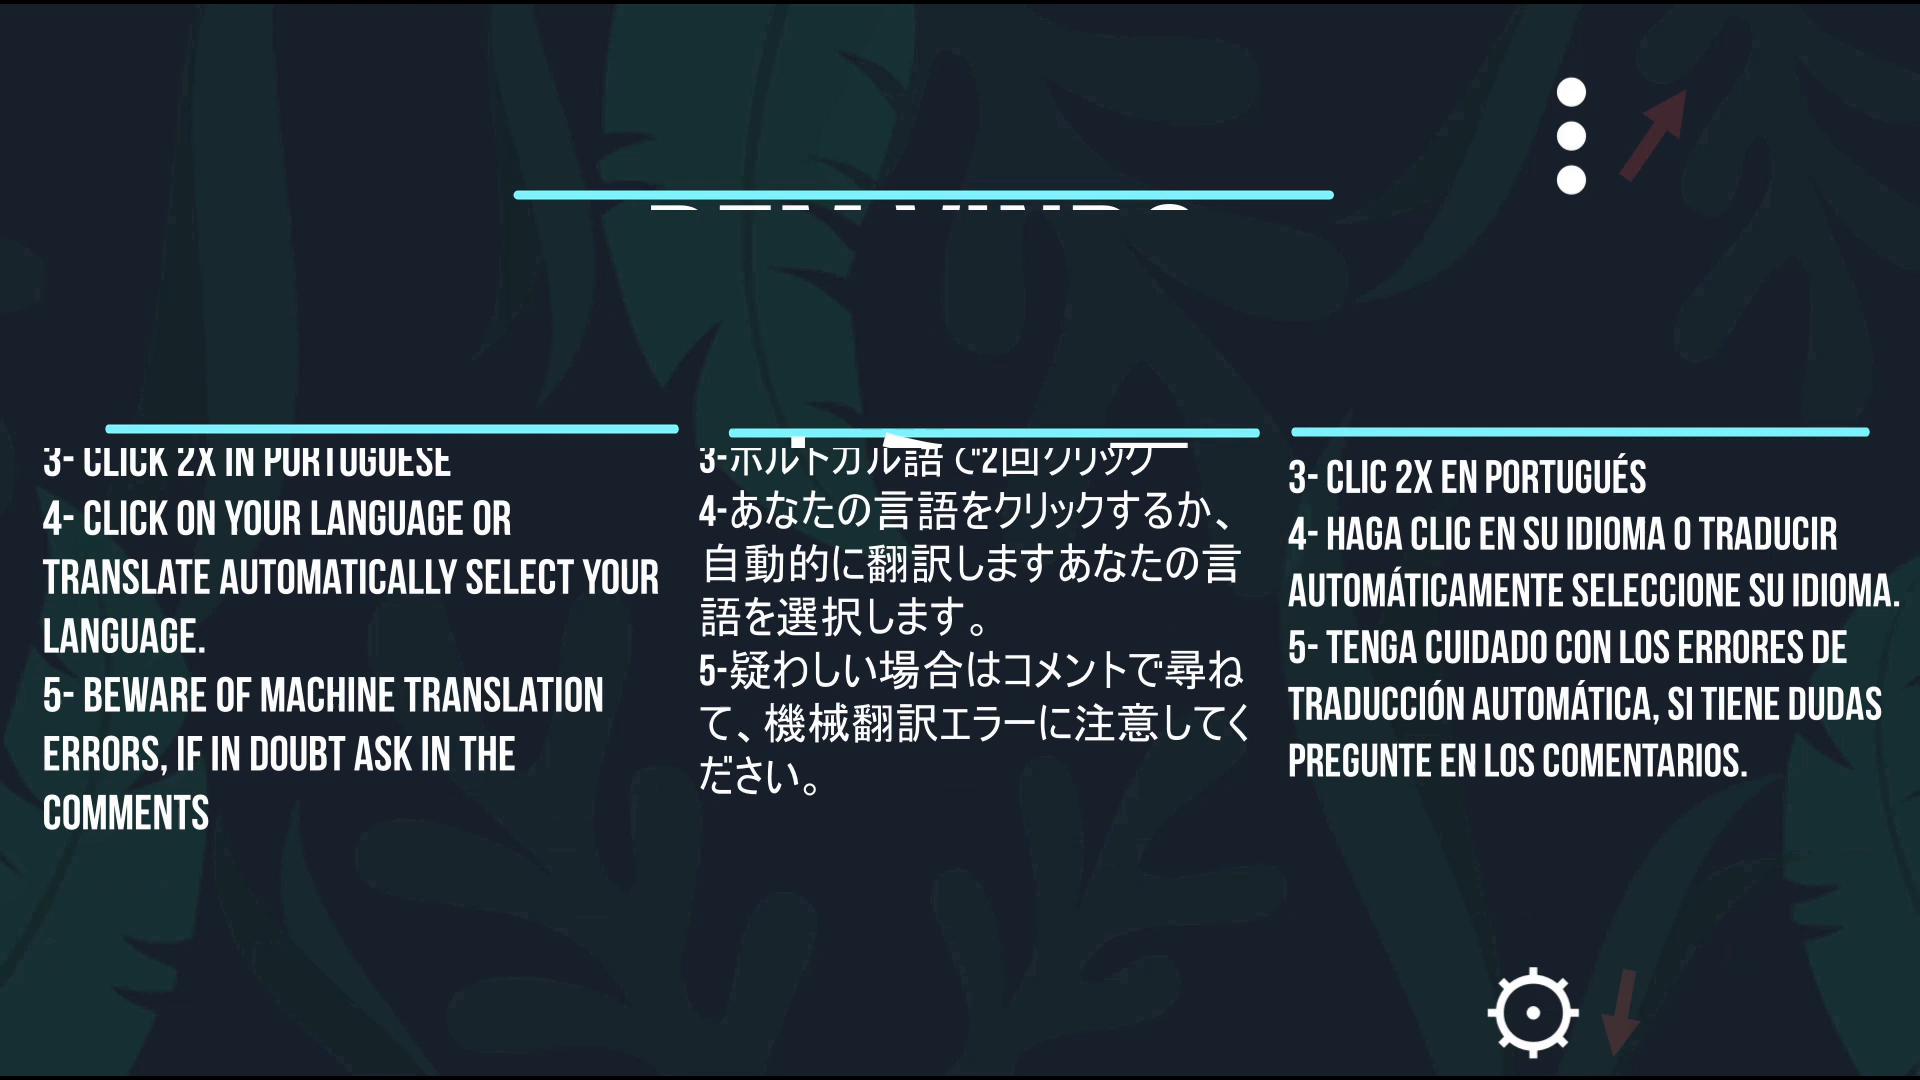 3- CLICK 2X IN PORTUGUESE
4- CLICK ON YOUR LANGUAGE OR
TRANSLATE AUTOMATICALLY SELECT YOUR
LANGUAGE.
5- BEWARE OF MACHINE TRANSLATION
ERRORS, IF IN DOUBT ASK IN THE
COMMENTS
3-ポルトガル語で2回クリック
4-あなたの言語をクリックするか、
自動的に翻訳しますあなたの言
語を選択します。
5-疑わしい場合はコメントで尋ね
て、機械翻訳エラーに注意してく
ださい。
3- CLIC 2X EN PORTUGUÉS
4- HAGA CLIC EN SU IDIOMA O TRADUCIR
AUTOMÁTICAMENTE SELECCIONE SU IDIOMA.
5- TENGA CUIDADO CON LOS ERRORES DE
TRADUCCIÓN AUTOMÁTICA, SI TIENE DUDAS
PREGUNTE EN LOS COMENTARIOS.